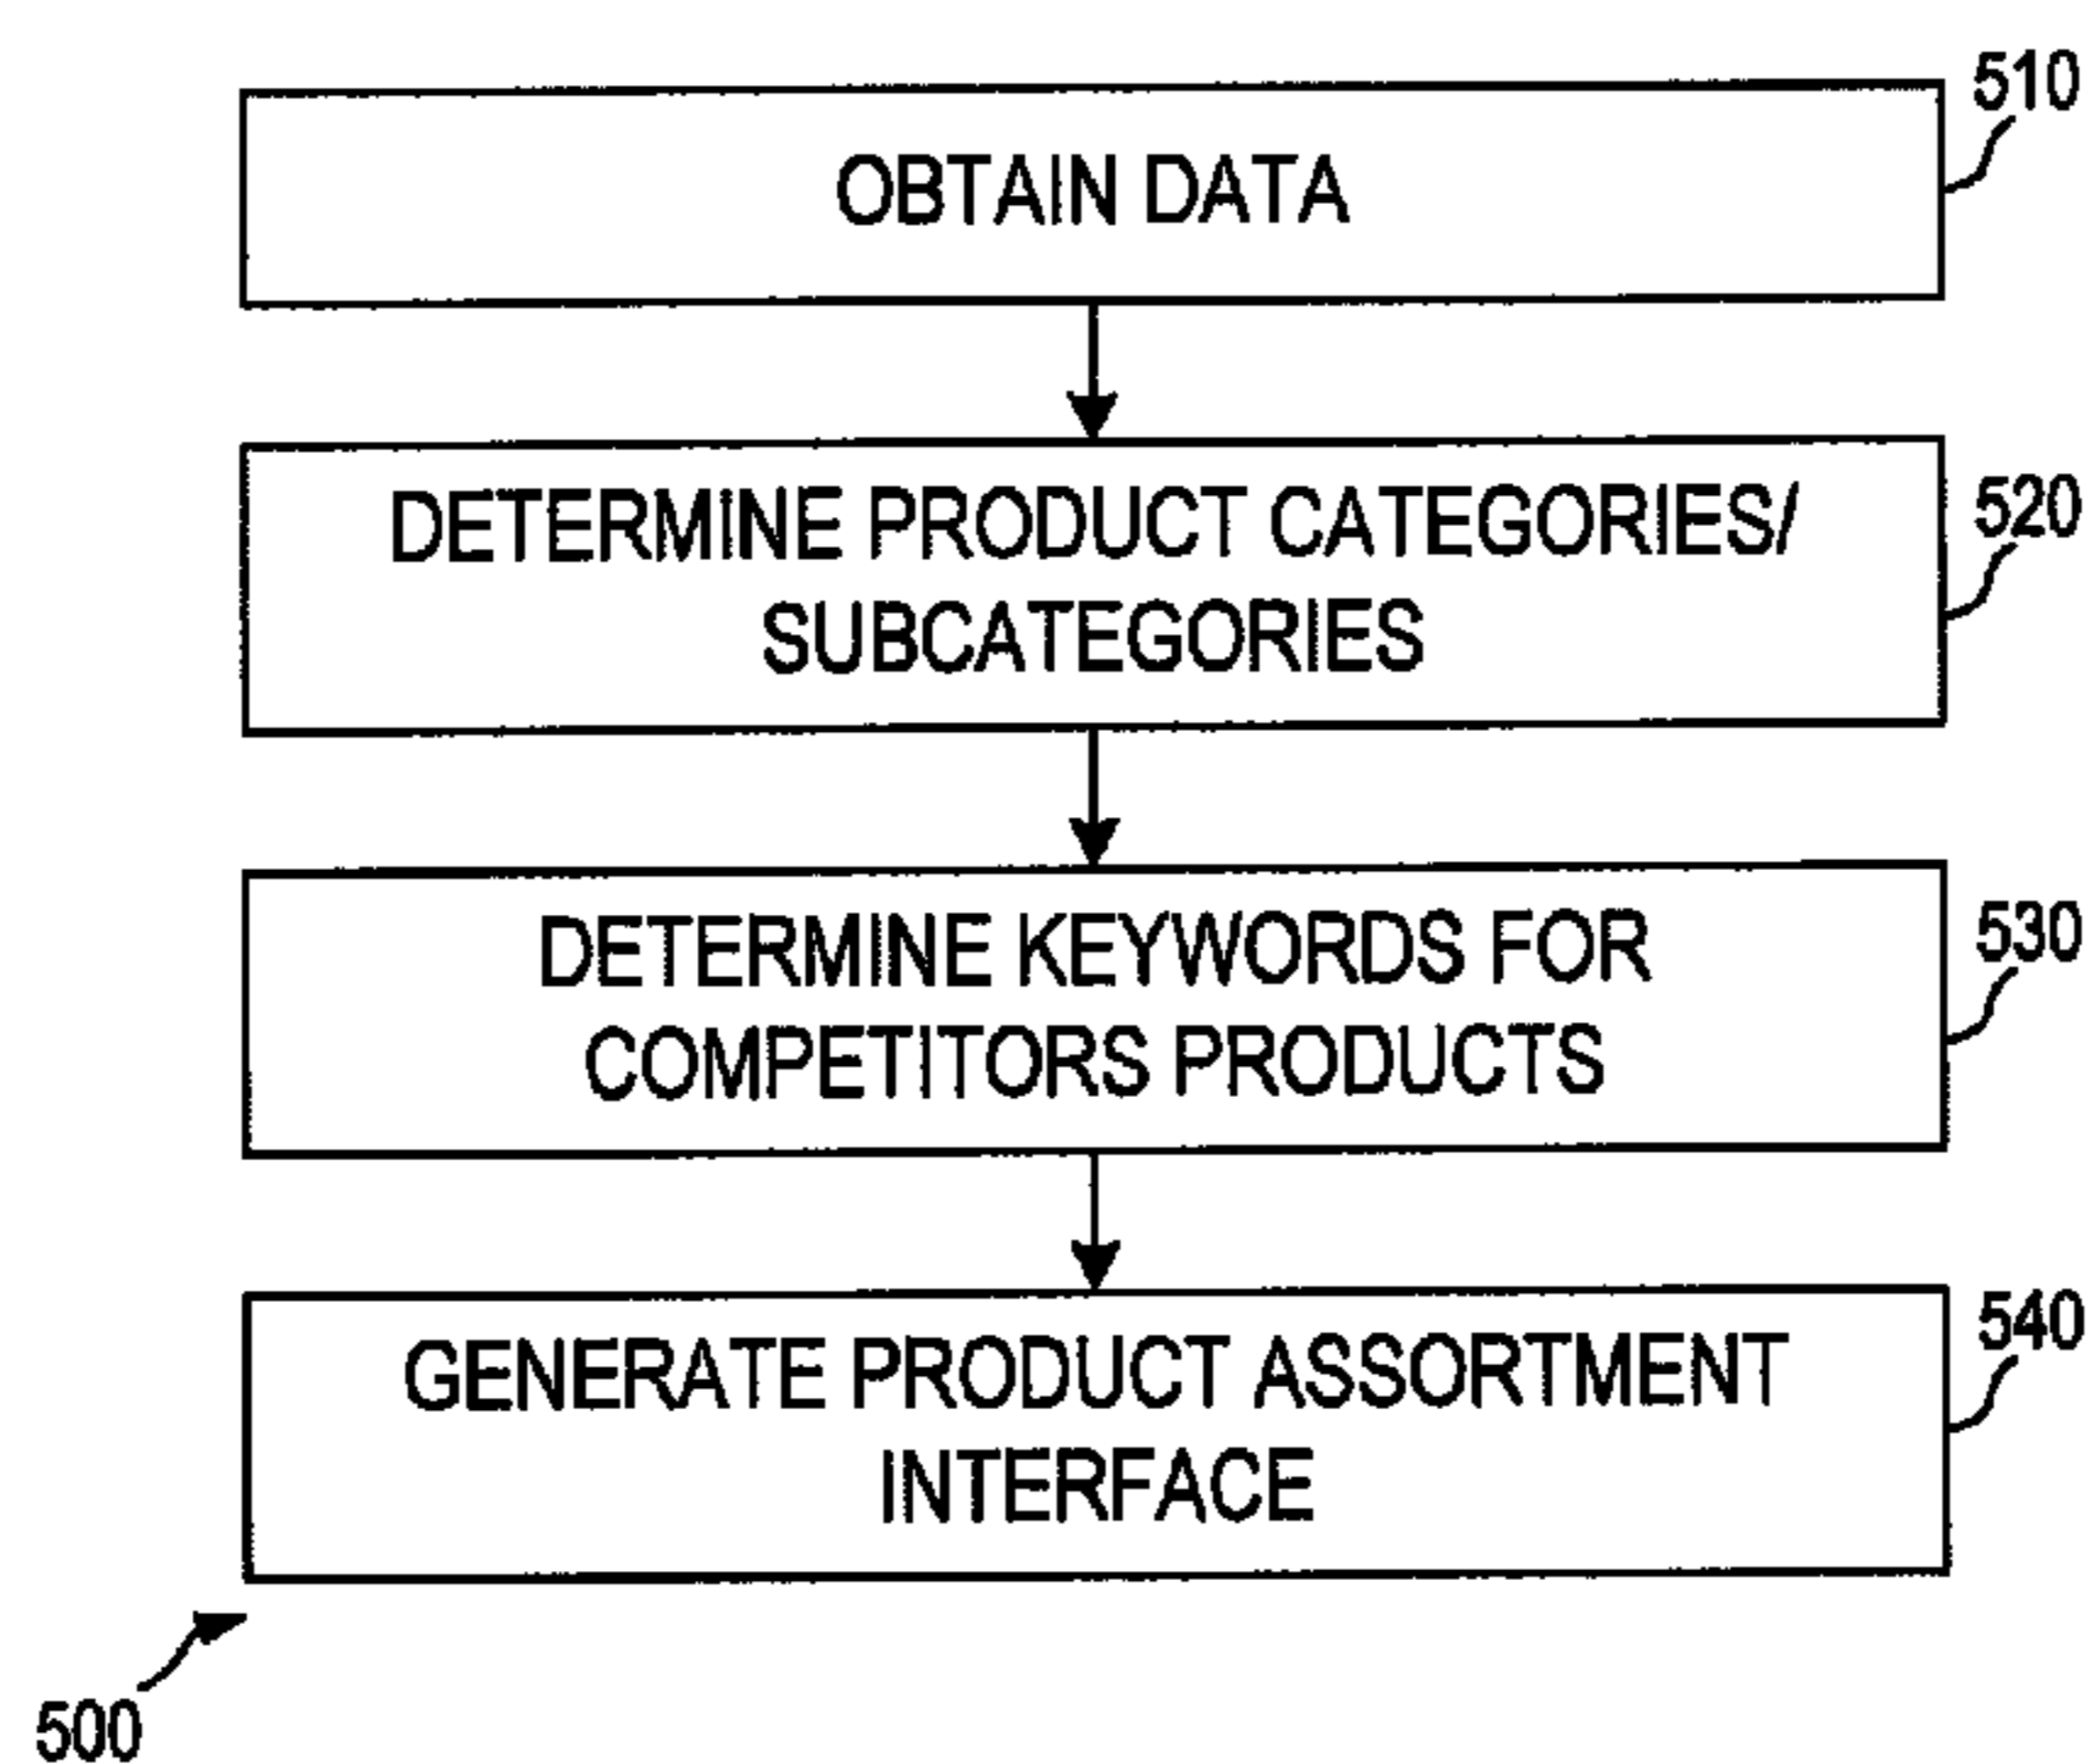 510
OBTAIN DATA
520
DETERMINE PRODUCT CATEGORIES/
SUBCATEGORIES
530
DETERMINE KEYWORDS FOR
COMPETITORS PRODUCTS
540
GENERATE PRODUCT ASSORTMENT
INTERFACE
500